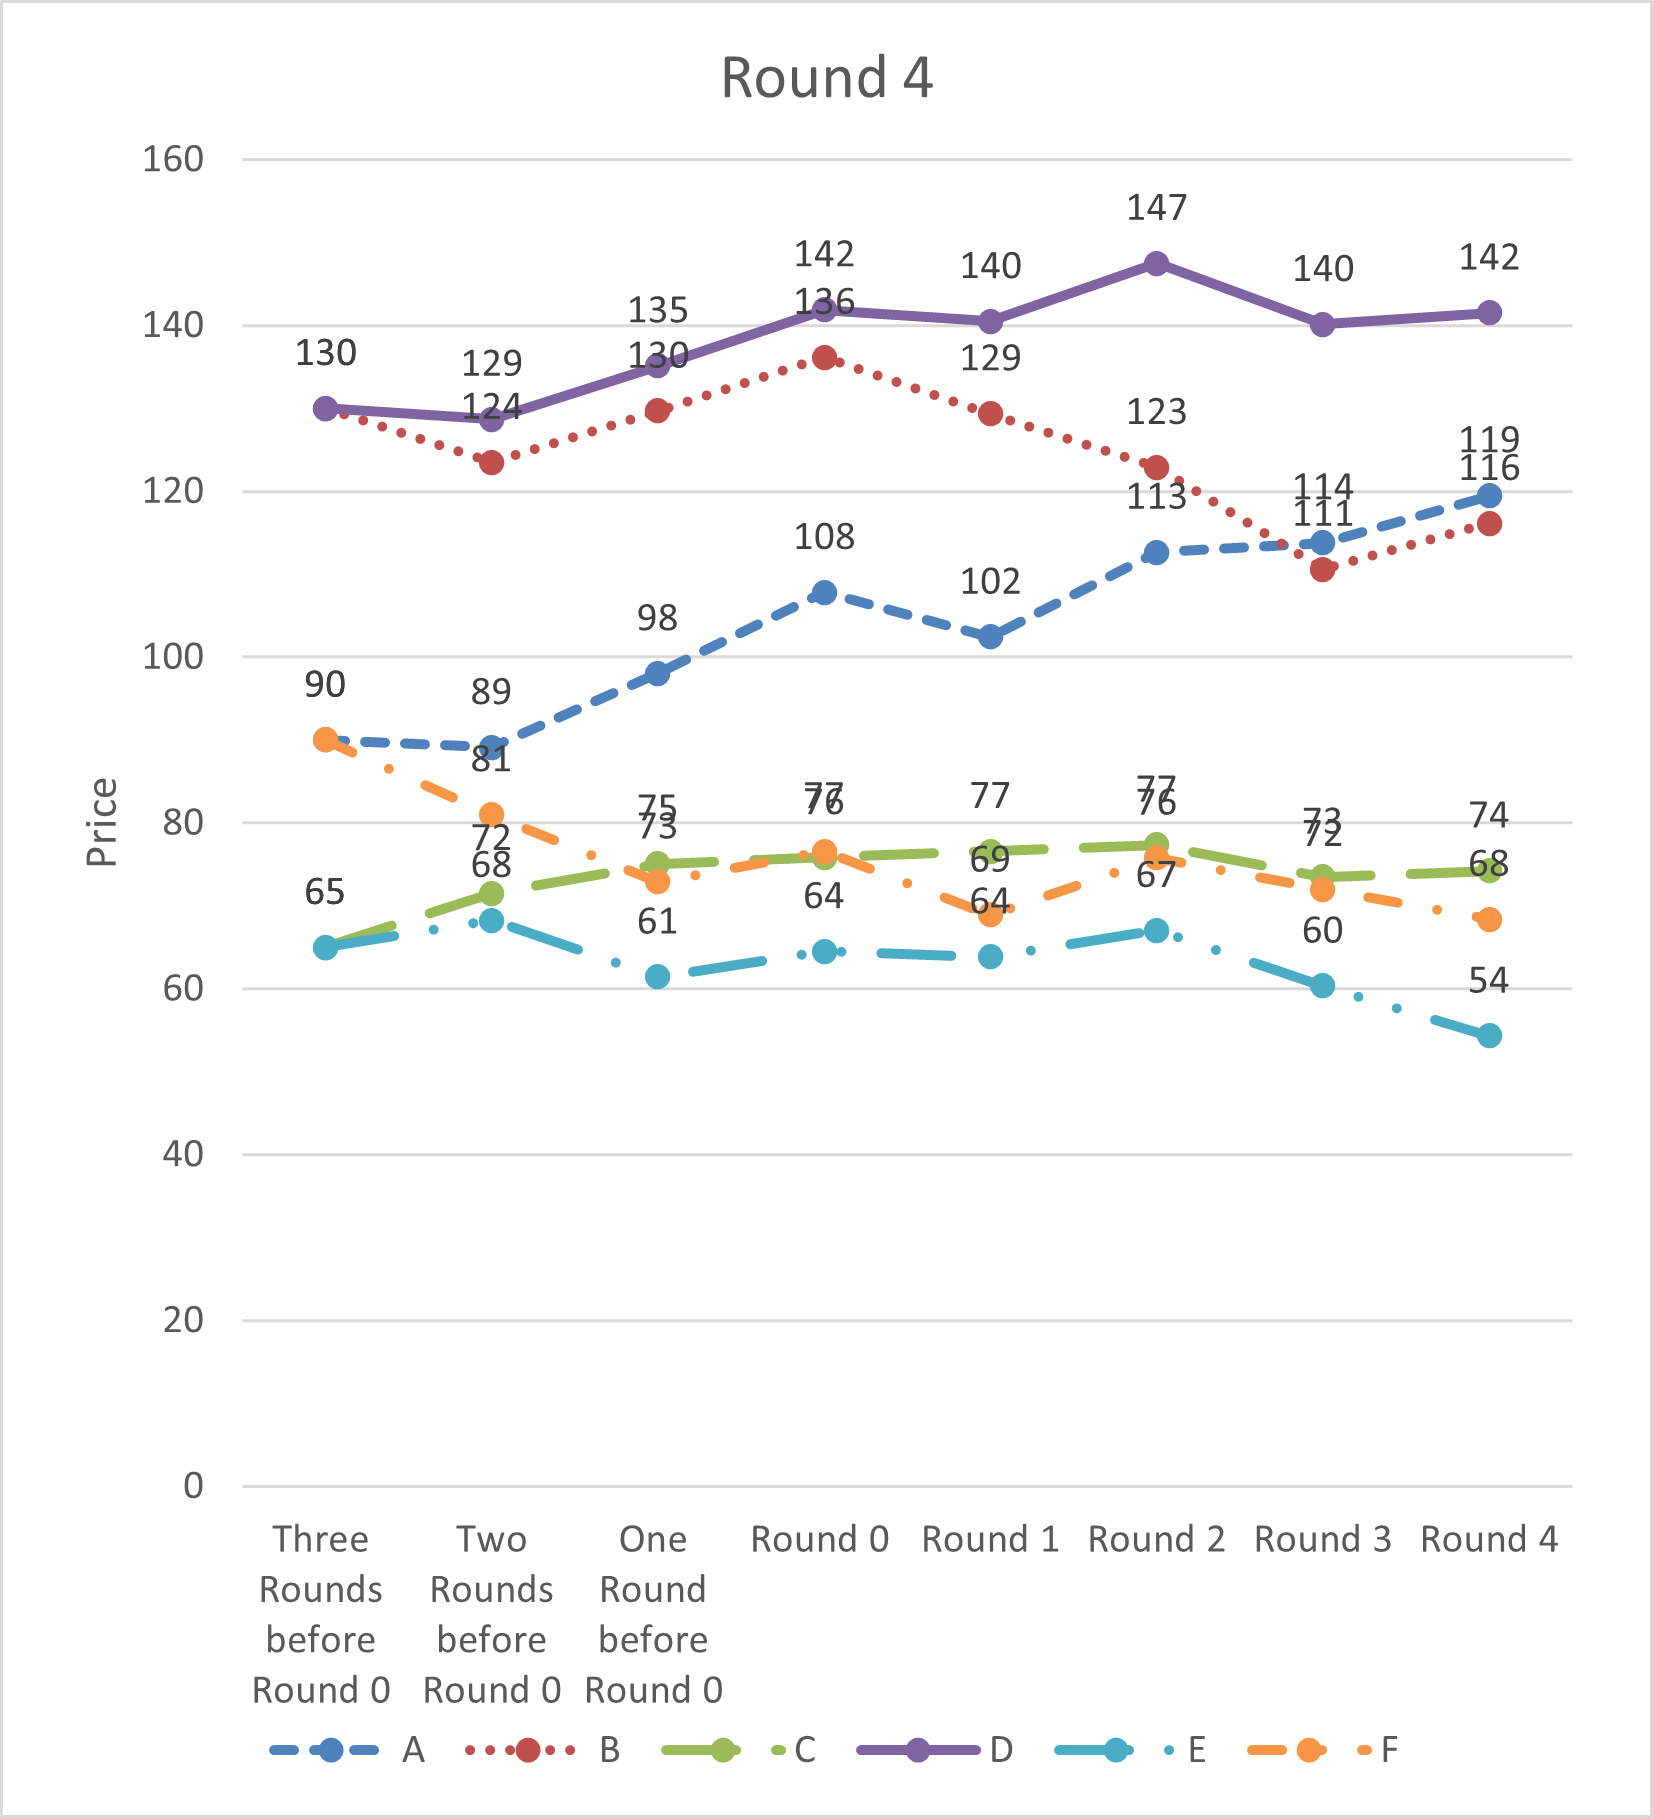 Round 4
160
140
120
100
80
60
40
20
0
Price
130
130
90
90
65
65
129
124
89
81
72
68
135
130
98
75
73
61
142
136
108
77
76
64
140
129
102
77
69
64
147
123
113
77
76
67
140
114
111
73
72
60
142
119
116
74
68
54
Three
Rounds
before
Round 0
Two
Rounds
before
Round 0
One
Round
before
Round 0
Round 0
Round 1
Round 2
Round 3
Round 4
A B C D E F